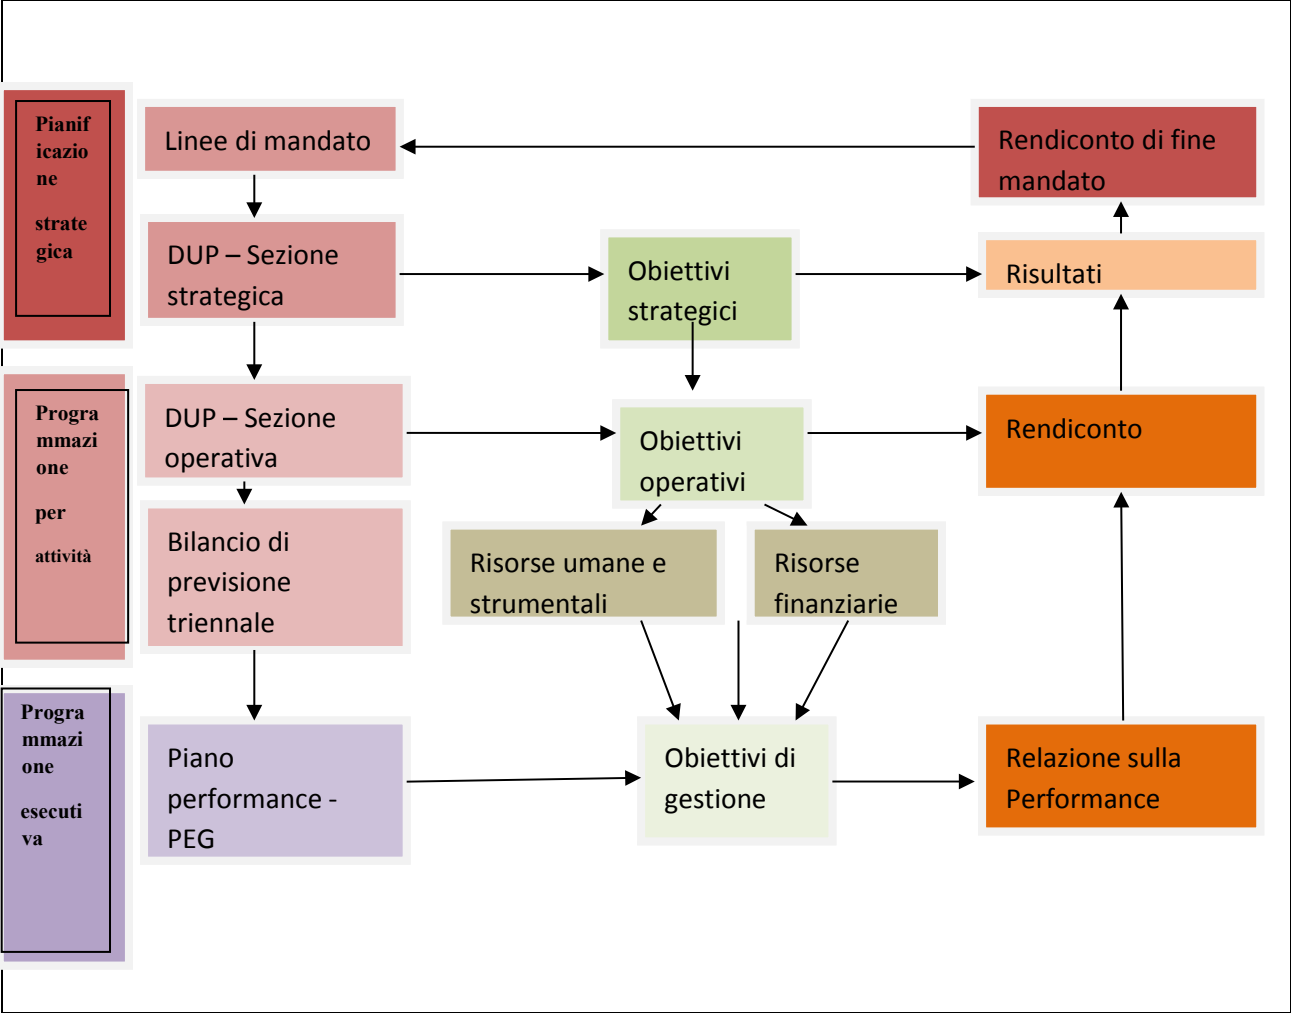 Pianif
icazio
ne
strate
gica
Linee di mandato
Rendiconto di fine
mandato
DUP – Sezione
strategica
Obiettivi
strategici
Risultati
Progra
mmazi
one
per
attività
DUP – Sezione
operativa
Obiettivi
operativi
Rendiconto
Bilancio di
previsione
triennale
Risorse umane e
strumentali
Risorse
finanziarie
Progra
mmazi
one
esecuti
va
Piano
performance -
PEG
Obiettivi di
gestione
Relazione sulla
Performance